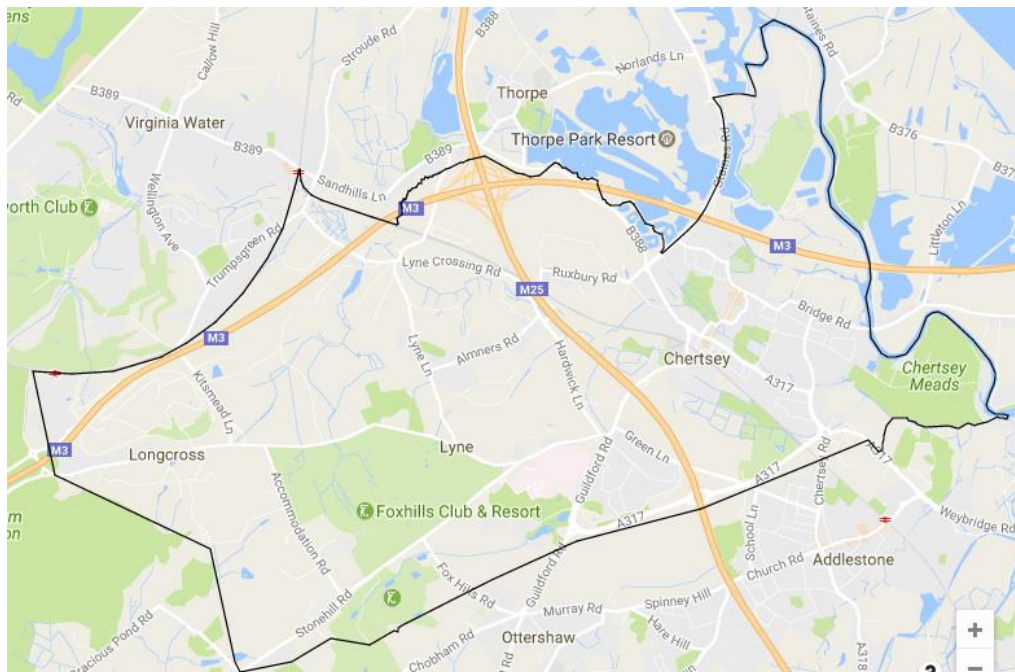 B388
Staines Rd
Stroude Rd
Callow Hill
Norlands Ln
B389
Thorpe
Virginia Water
B376
Thorpe Park Resort
B389
B389
Staines Rd
Sandhills Ln
Wellington Ave
worth Club
M3
Littleton Ln
B388
M3
Trumpsgreen Rd
Lyne Crossing Rd
Ruxbury Rd
M25
Bridge Rd
M3
Almners Rd
Lyne Ln
Hardwick Ln
Chertsey
Chertsey
Meads
A317
Kitsmead Ln
M3
Longcross
Lyne
Green Ln
A317
Guildford Rd
A317
Chertsey Rd
Accommodation Rd
Foxhills Club & Resort
A317
School Ln
Weybridge Rd
Church Rd
Addlestone
Fox Hills Rd
Guildford Rd
Murray Rd
Spinney Hill
Stonehill Rd
Gracious Pond Rd
Ottershaw
Hare Hill
Chobham Rd
A318
+
−